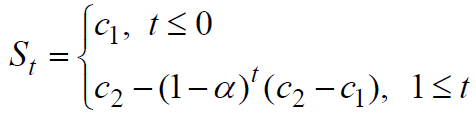 S_t = { c_1, t ≤ 0
c_2 − (1 − α)^t (c_2 − c_1), 1 ≤ t